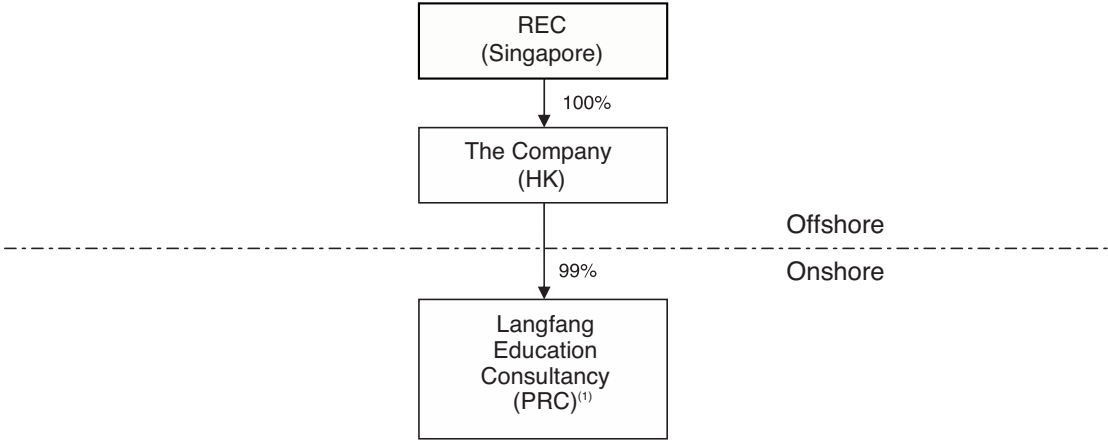 REC
(Singapore)
100%
The Company
(HK)
Offshore
99%
Onshore
Langfang
Education
Consultancy
(PRC)(1)